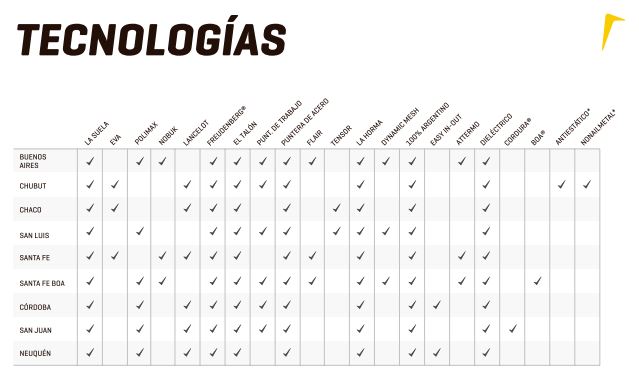 TECNOLOGÍAS
LA SUELA
EVA
POLIMAX
NOBUK
LANCELOT
FREUDENBERG®
EL TALÓN
PUNT. DE TRABAJO
PUNTERA DE ACERO
FLAIR
TENSOR
LA HORMA
DYNAMIC MESH
100% ARGENTINO
EAST IN-OUT
ATTERMO
DIELÉCTRICO
CORDURA®
BOA®
ANTIESTÁTICO*
NONMAILMETAL*
BUENOS
AIRES
CHUBUT
CHACO
SAN LUIS
SANTA FE
SANTA FE BOA
CÓRDOBA
SAN JUAN
NEUQUÉN